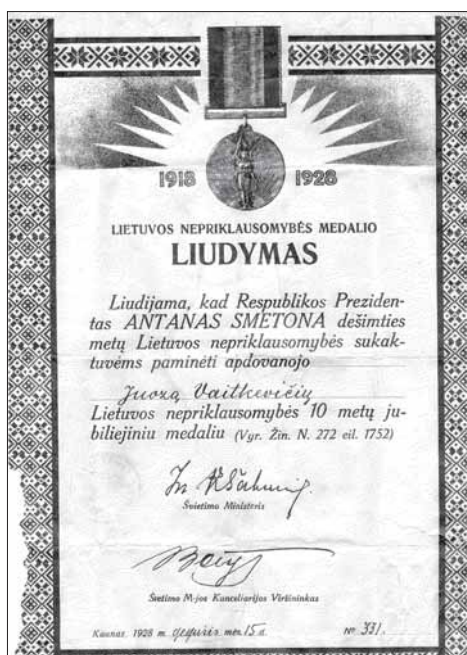 1918 1928
LIETUVOS NEPRIKLAUSOMYBĖS MEDALIO
LIUDYMAS
Liudijama, kad Respublikos Preziden-
tas ANTANAS SMETONA dešimties
metų Lietuvos nepriklausomybės sukak-
tuvėms paminėti apdovanojo
Juozą Vaitkevičių
Lietuvos nepriklausomybės 10 metų ju-
biliejiniu medaliu (Vyr. Žin. N. 272 eil. 1752)
Švietimo Ministeris
Švietimo M-jos Kanceliarijos Viršininkas
Kaunas, 1928 m. gegužės mėn. 15 d. Nr 331.